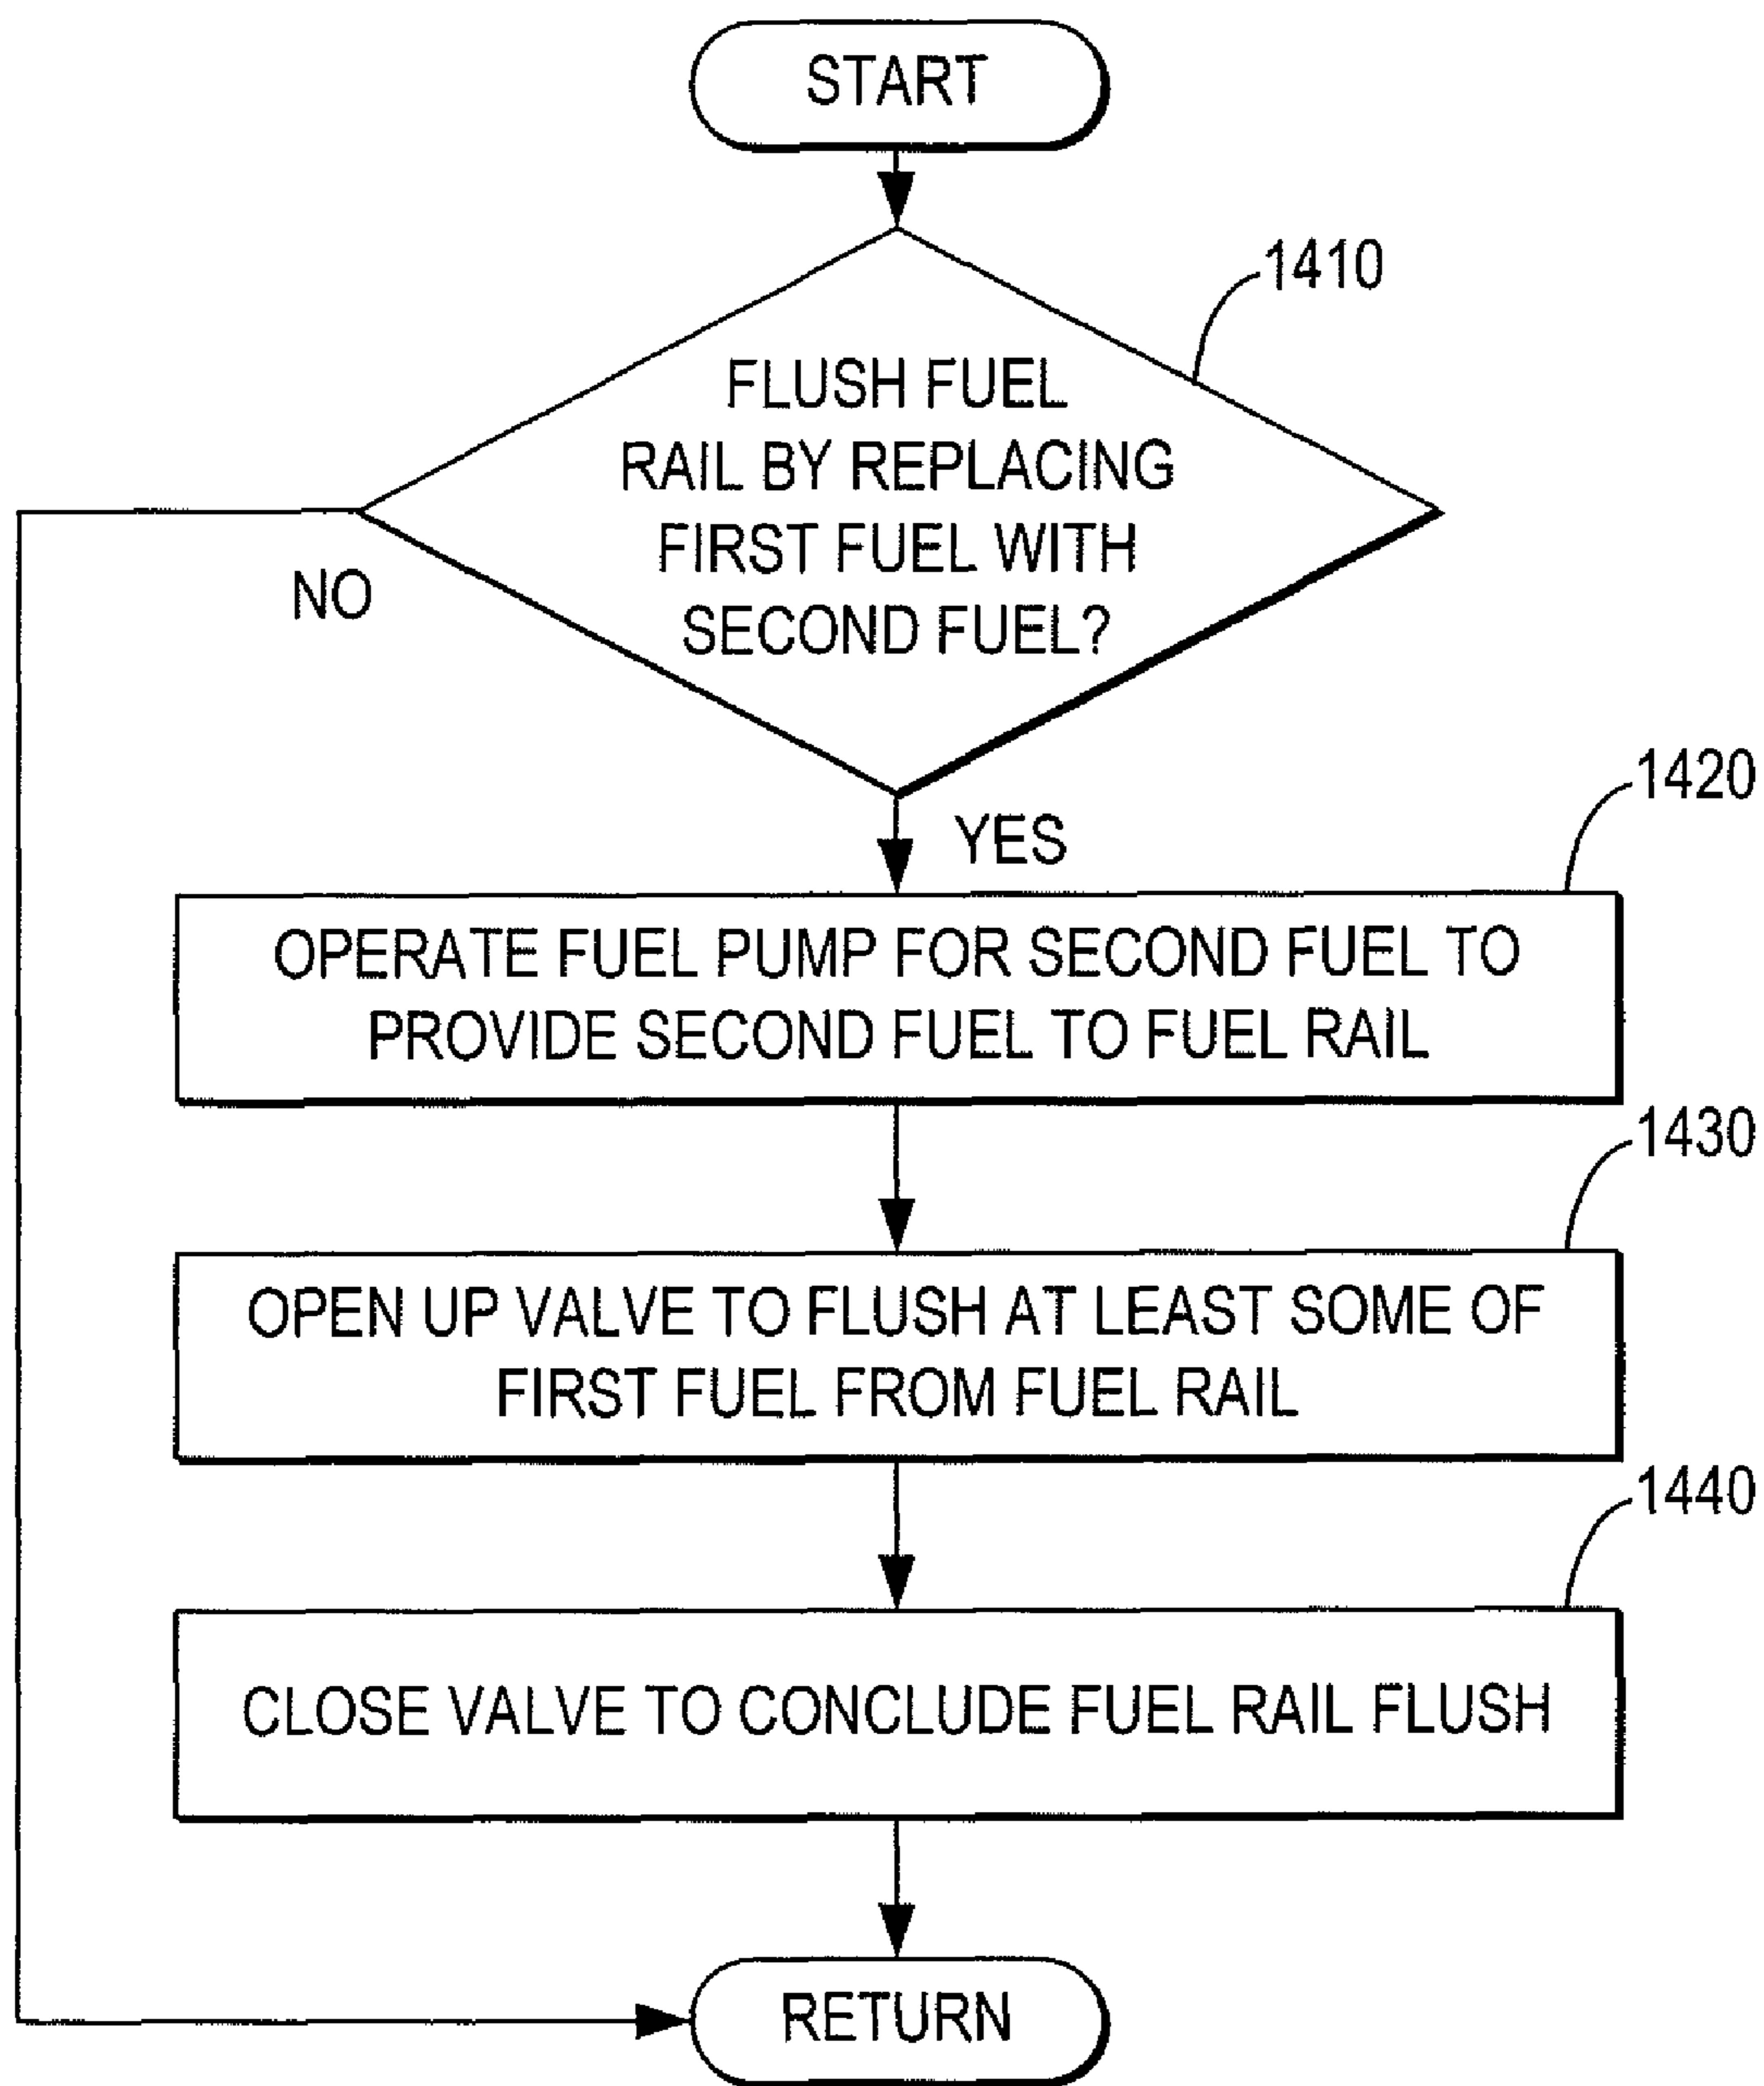 START
1410
FLUSH FUEL
RAIL BY REPLACING
FIRST FUEL WITH
SECOND FUEL?
NO
YES
1420
OPERATE FUEL PUMP FOR SECOND FUEL TO
PROVIDE SECOND FUEL TO FUEL RAIL
1430
OPEN UP VALVE TO FLUSH AT LEAST SOME OF
FIRST FUEL FROM FUEL RAIL
1440
CLOSE VALVE TO CONCLUDE FUEL RAIL FLUSH
RETURN